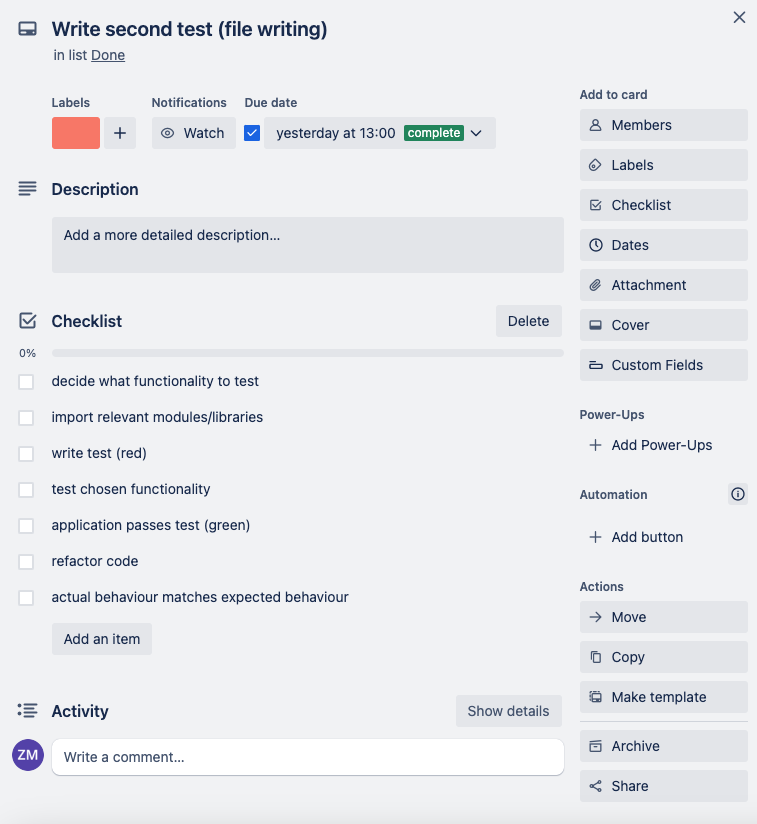 Write second test (file writing)
in list Done
Labels
Notifications
Due date
Watch
yesterday at 13:00 complete
Description
Add a more detailed description...
Checklist
Delete
0%
decide what functionality to test
import relevant modules/libraries
write test (red)
test chosen functionality
application passes test (green)
refactor code
actual behaviour matches expected behaviour
Add an item
Activity
Show details
ZM
Write a comment...
Add to card
Members
Labels
Checklist
Dates
Attachment
Cover
Custom Fields
Power-Ups
Add Power-Ups
Automation
Add button
Actions
Move
Copy
Make template
Archive
Share